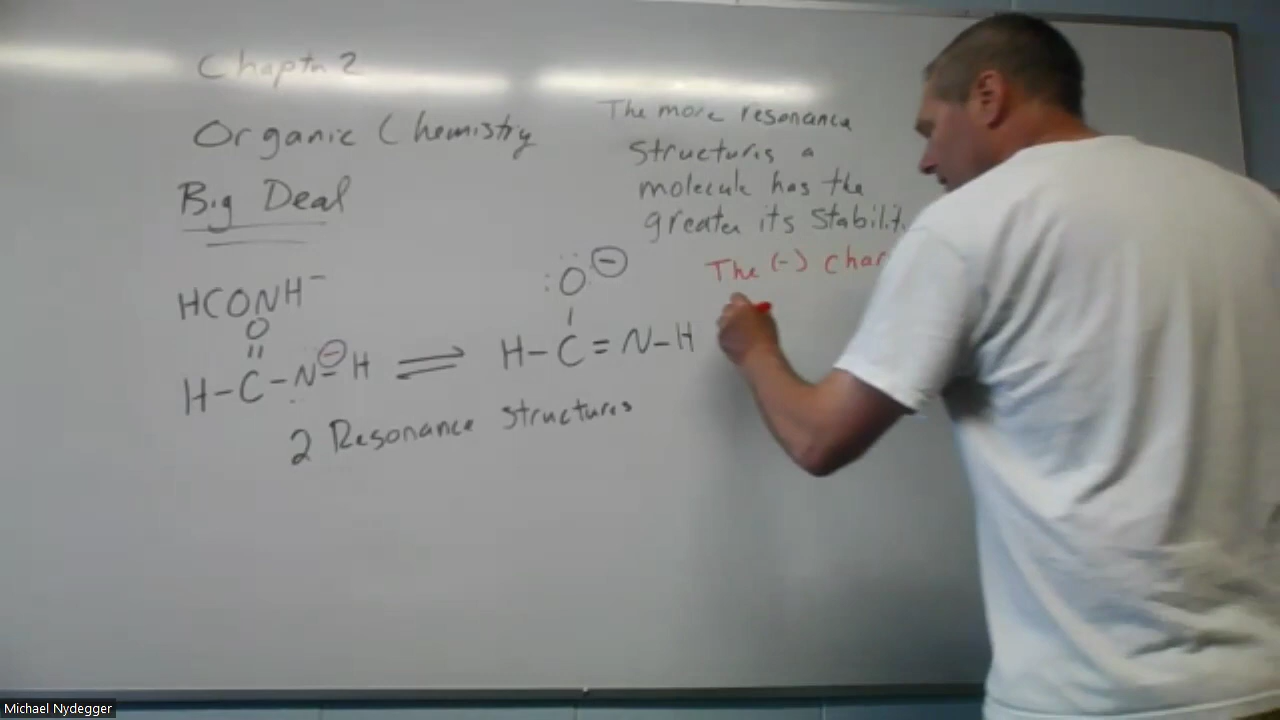 Chaptr 2
Organic Chemistry
Big Deal
HCONH⁻
O
H-C-N⊖H ⇌ H-C=N-H
:O ⊖
2 Resonance structures
The more resonance
structures a
molecule has the
greater its stabilit
The (-) char
Michael Nydegger